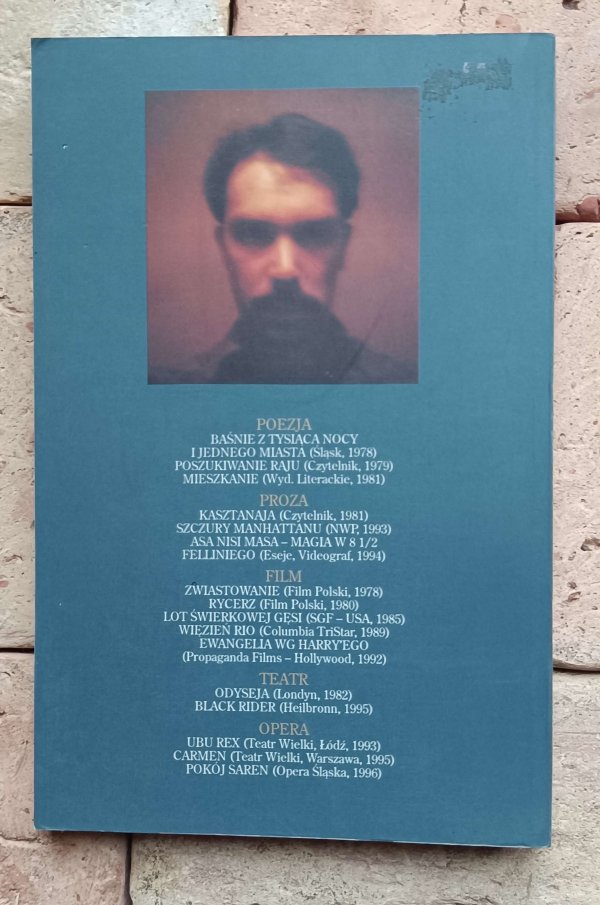 POEZJA
BAŚNIE Z TYSIĄCA NOCY
I JEDNEGO MIASTA (Śląsk, 1978)
POSZUKIWANIE RAJU (Czytelnik, 1979)
MIESZKANIE (Wyd. Literackie, 1981)
PROZA
KASZTANAJA (Czytelnik, 1981)
SZCZURY MANHATTANU (NWP, 1993)
ASA NISI MASA – MAGIA W 8 1/2
FELLINIEGO (Eseje, Videograf, 1994)
FILM
ZWIASTOWANIE (Film Polski, 1978)
RYCERZ (Film Polski, 1980)
LOT ŚWIERKOWEJ GĘSI (SGF – USA, 1985)
WIĘZIEŃ RIO (Columbia TriStar, 1989)
EWANGELIA WG HARRY'EGO
(Propaganda Films – Hollywood, 1992)
TEATR
ODYSEJA (Londyn, 1982)
BLACK RIDER (Heilbronn, 1995)
OPERA
UBU REX (Teatr Wielki, Łódź, 1993)
CARMEN (Teatr Wielki, Warszawa, 1995)
POKÓJ SAREN (Opera Śląska, 1996)